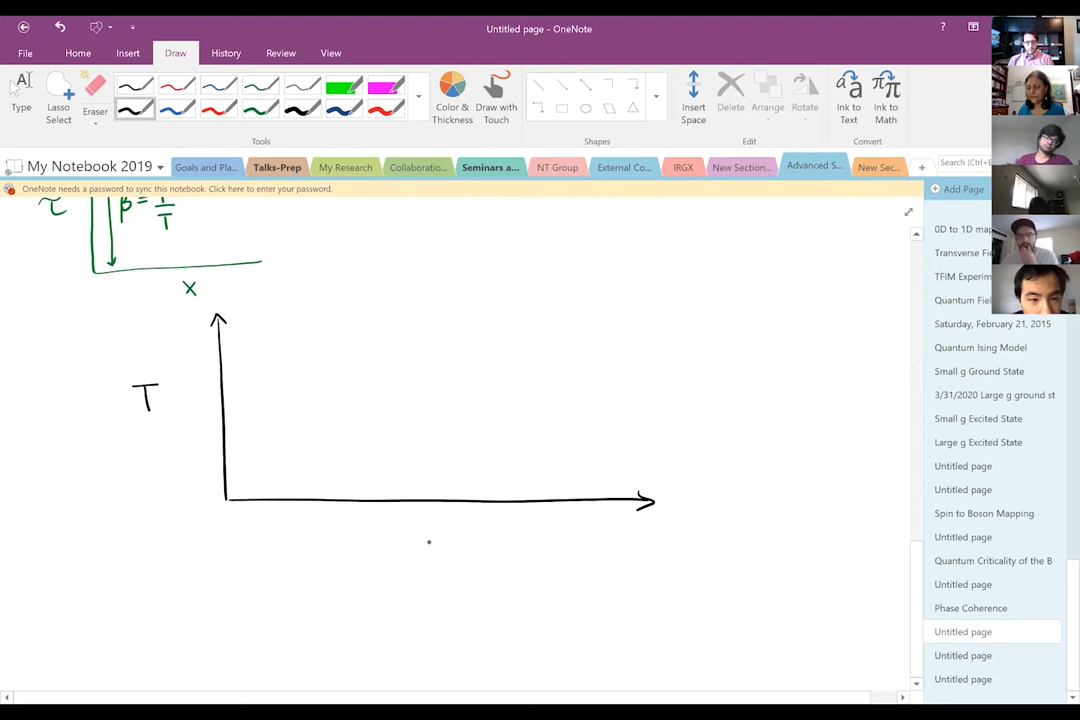 Untitled page - OneNote
?
File Home Insert Draw History Review View
Type
Lasso Select
Eraser
Color & Thickness
Draw with Touch
Insert Space
Delete
Arrange
Rotate
Ink to Text
Ink to Math
Tools
Shapes
Edit
Convert
My Notebook 2019
Goals and Pla... Talks-Prep My Research Collaboratio... Seminars a... NT Group External Co... IRGX New Section... Advanced S... New Sec... +
Search (Ctrl+E
OneNote needs a password to sync this notebook. Click here to enter your password.
Add Page
τ β = 1/T
x
T
0D to 1D map
Transverse Fi
TFIM Experim
Quantum Fiel
Saturday, February 21, 2015
Quantum Ising Model
Small g Ground State
3/31/2020 Large g ground st
Small g Excited State
Large g Excited State
Untitled page
Untitled page
Spin to Boson Mapping
Untitled page
Quantum Criticality of the B
Untitled page
Phase Coherence
Untitled page
Untitled page
Untitled page